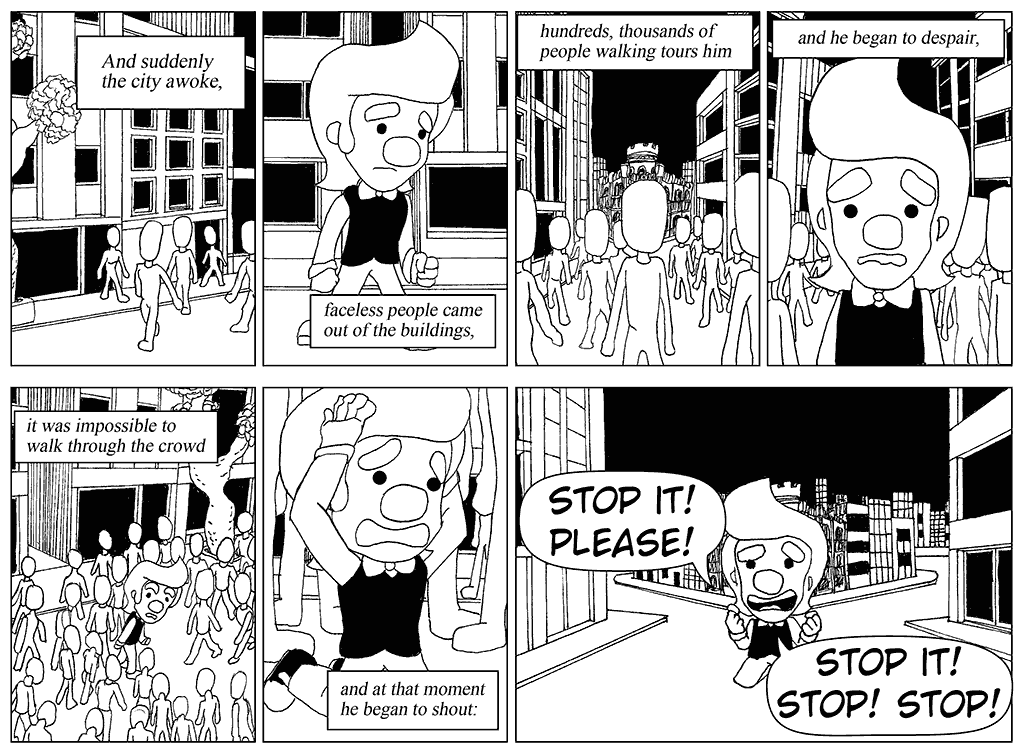 And suddenly
the city awoke,
faceless people came
out of the buildings,
hundreds, thousands of
people walking tours him
and he began to despair,
it was impossible to
walk through the crowd
and at that moment
he began to shout:
STOP IT!
PLEASE!
STOP IT!
STOP! STOP!